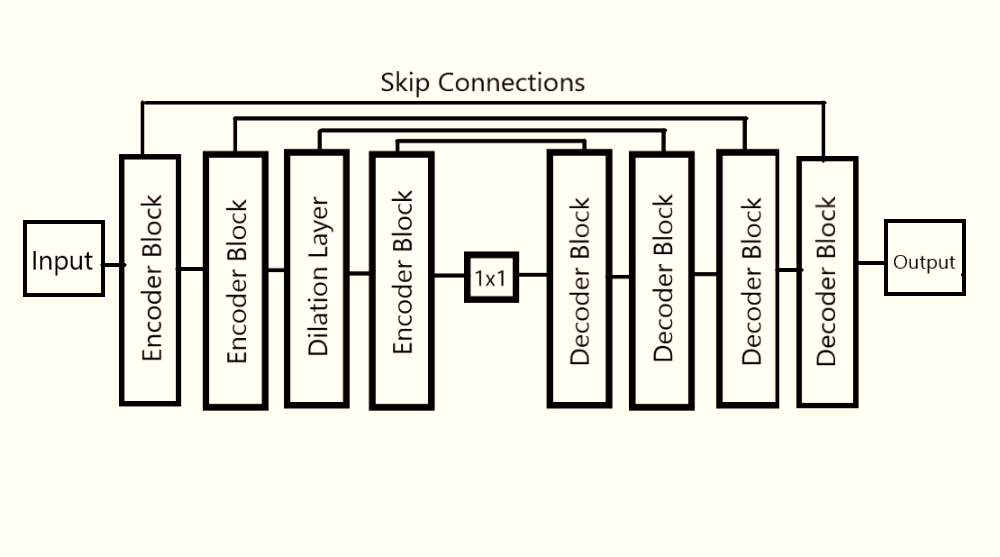 Skip Connections
Input
Encoder Block
Encoder Block
Dilation Layer
Encoder Block
1x1
Decoder Block
Decoder Block
Decoder Block
Decoder Block
Output